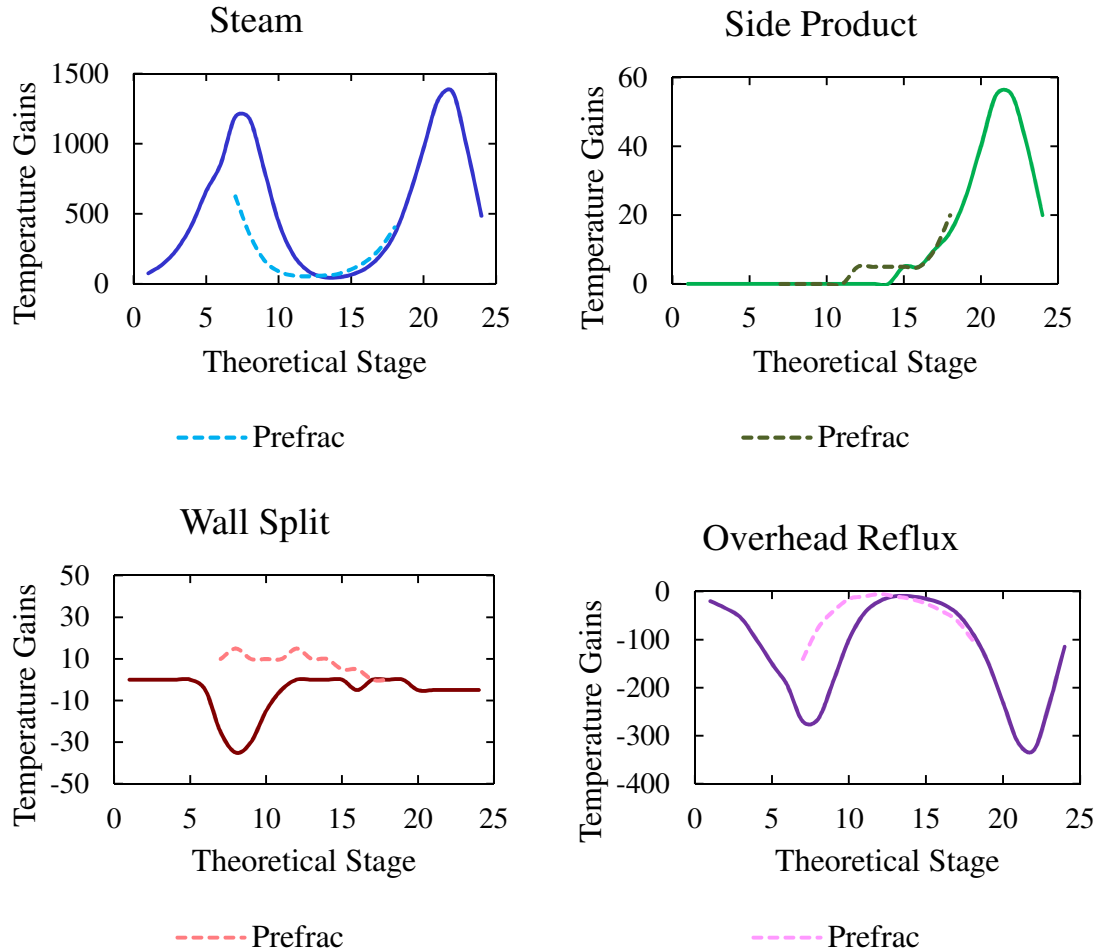 Steam
Temperature Gains
1500
1000
500
0
0 5 10 15 20 25
Theoretical Stage
Prefrac
Side Product
Temperature Gains
60
40
20
0
0 5 10 15 20 25
Theoretical Stage
Prefrac
Wall Split
Temperature Gains
50
30
10
-10
-30
-50
0 5 10 15 20 25
Theoretical Stage
Prefrac
Overhead Reflux
Temperature Gains
0
-100
-200
-300
-400
0 5 10 15 20 25
Theoretical Stage
Prefrac